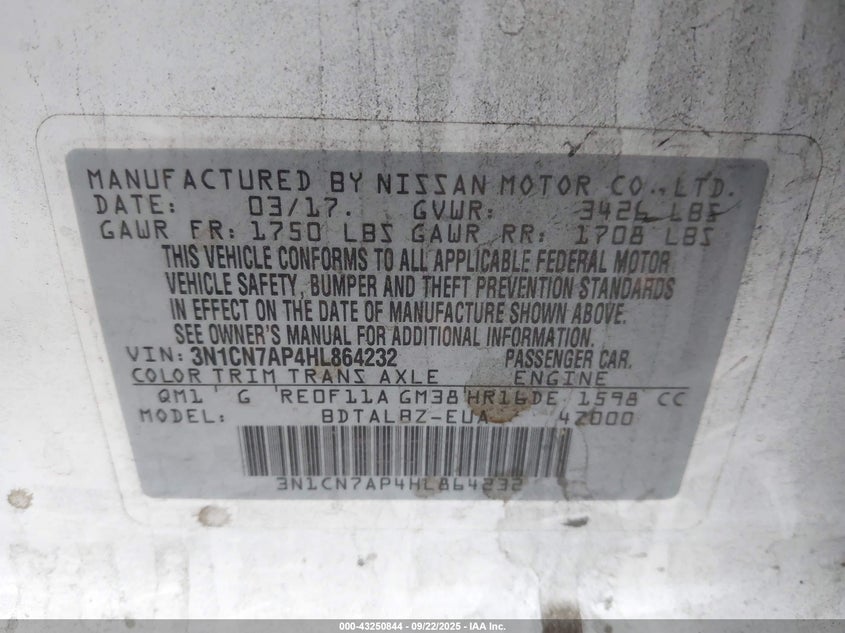 MANUFACTURED BY NISSAN MOTOR CO., LTD.
DATE: 03/17. GVWR: 3426 LBS
GAWR FR: 1750 LBS GAWR RR: 1708 LBS
THIS VEHICLE CONFORMS TO ALL APPLICABLE FEDERAL MOTOR
VEHICLE SAFETY, BUMPER AND THEFT PREVENTION STANDARDS
IN EFFECT ON THE DATE OF MANUFACTURE SHOWN ABOVE.
SEE OWNER'S MANUAL FOR ADDITIONAL INFORMATION.
VIN: 3N1CN7AP4HL864232 PASSENGER CAR.
COLOR TRIM TRANS AXLE ENGINE
QM1 G RE0F11A GM38 HR16DE 1598 CC
MODEL: BDTALBZ-EUA 42000
3N1CN7AP4HL864232
000-43250844 - 09/22/2025 - IAA Inc.